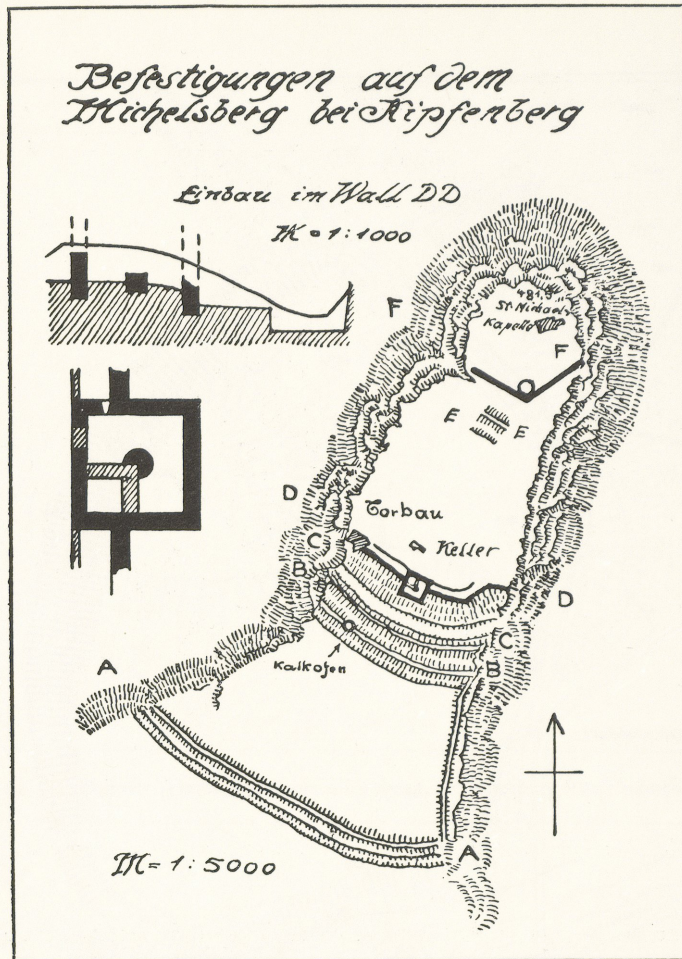 Befestigungen auf dem
Michelsberg bei Kipfenberg
Einbau im Wall DD
M = 1:1000
F
481.9
St. Michael
Kapelle
F
E
E
D
Torbau
C
Keller
B
D
C
A
B
Kalkofen
A
M = 1:5000